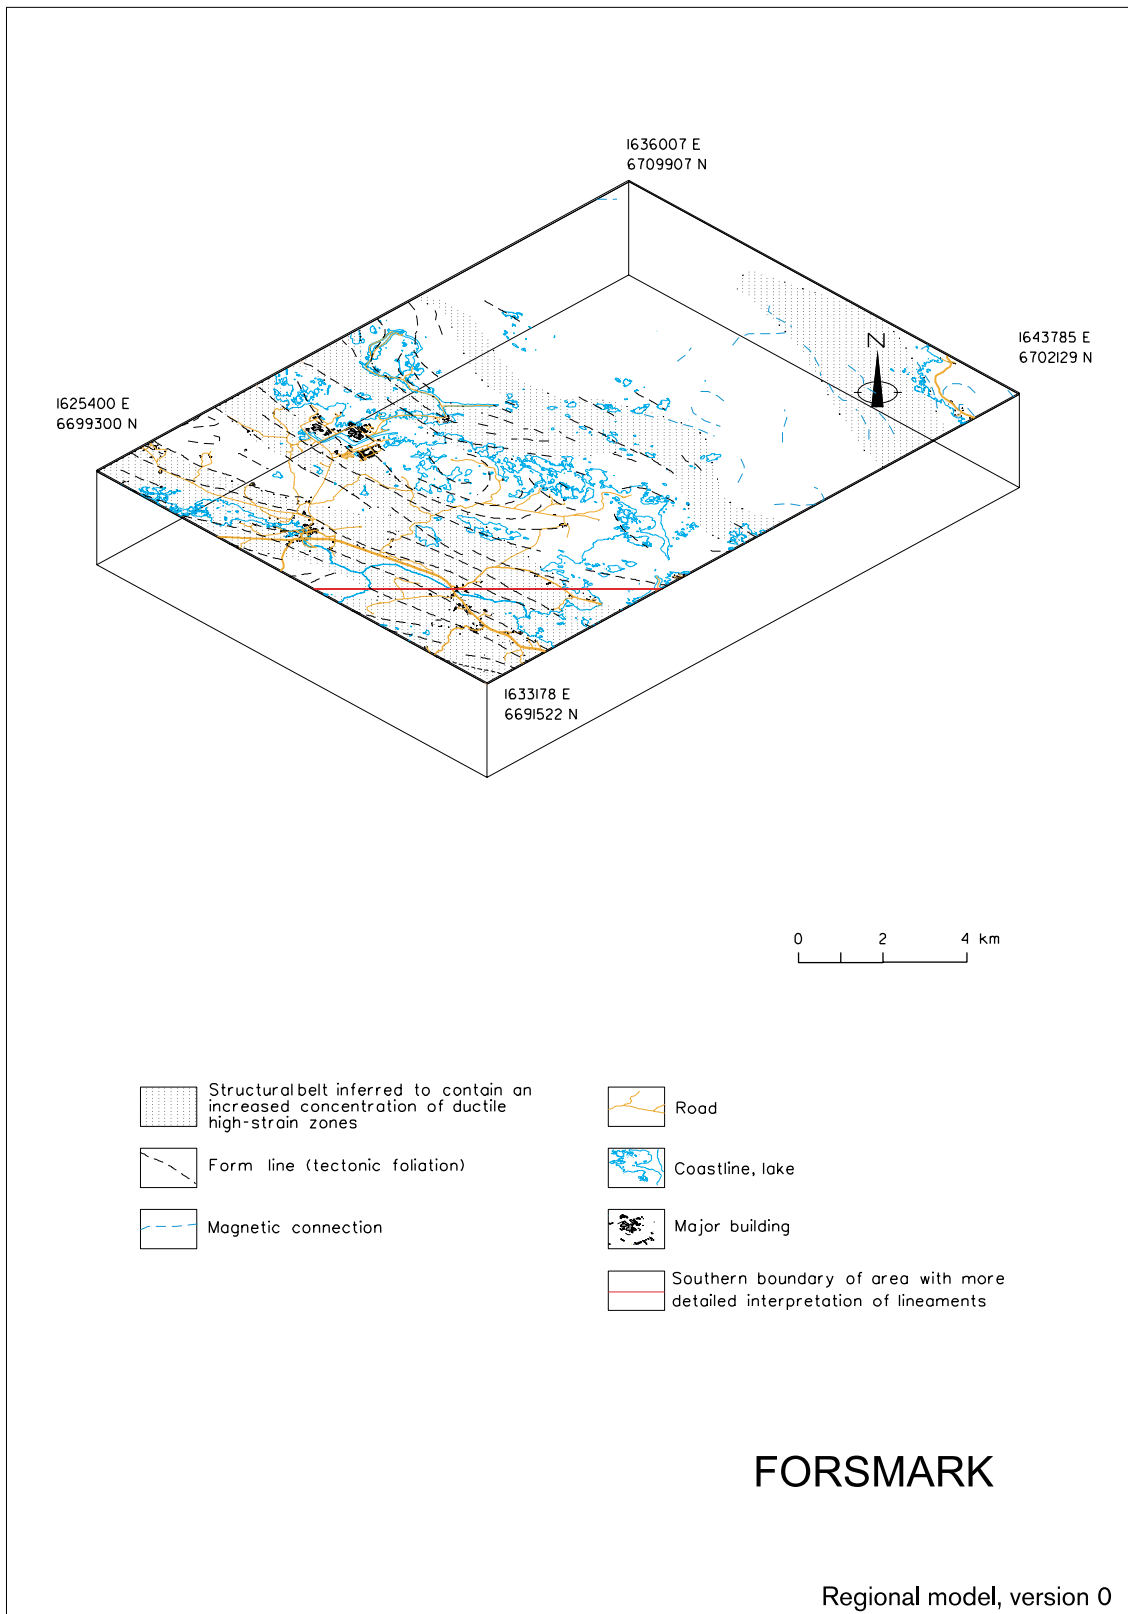 1636007 E
6709907 N
1643785 E
6702129 N
1625400 E
6699300 N
N
1633178 E
6691522 N
0 2 4 km
Structural belt inferred to contain an
increased concentration of ductile
high-strain zones
Form line (tectonic foliation)
Magnetic connection
Road
Coastline, lake
Major building
Southern boundary of area with more
detailed interpretation of lineaments
FORSMARK
Regional model, version 0